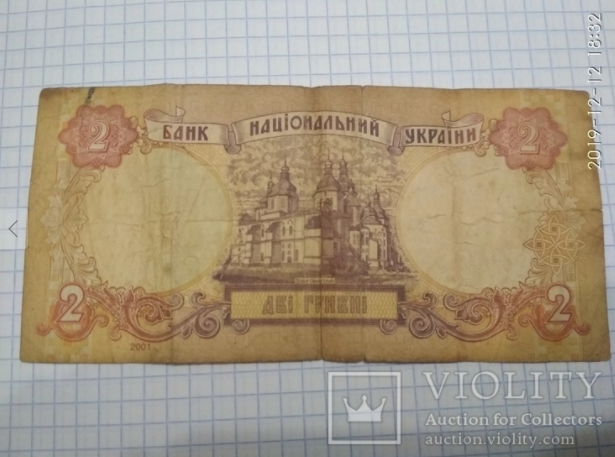 2 БАНК НАЦІОНАЛЬНИЙ УКРАЇНИ 2
2 ДВІ ГРИВНІ 2
2001
2019-12-12 18:32
VIOLITY
Auction for Collectors
auction.violity.com